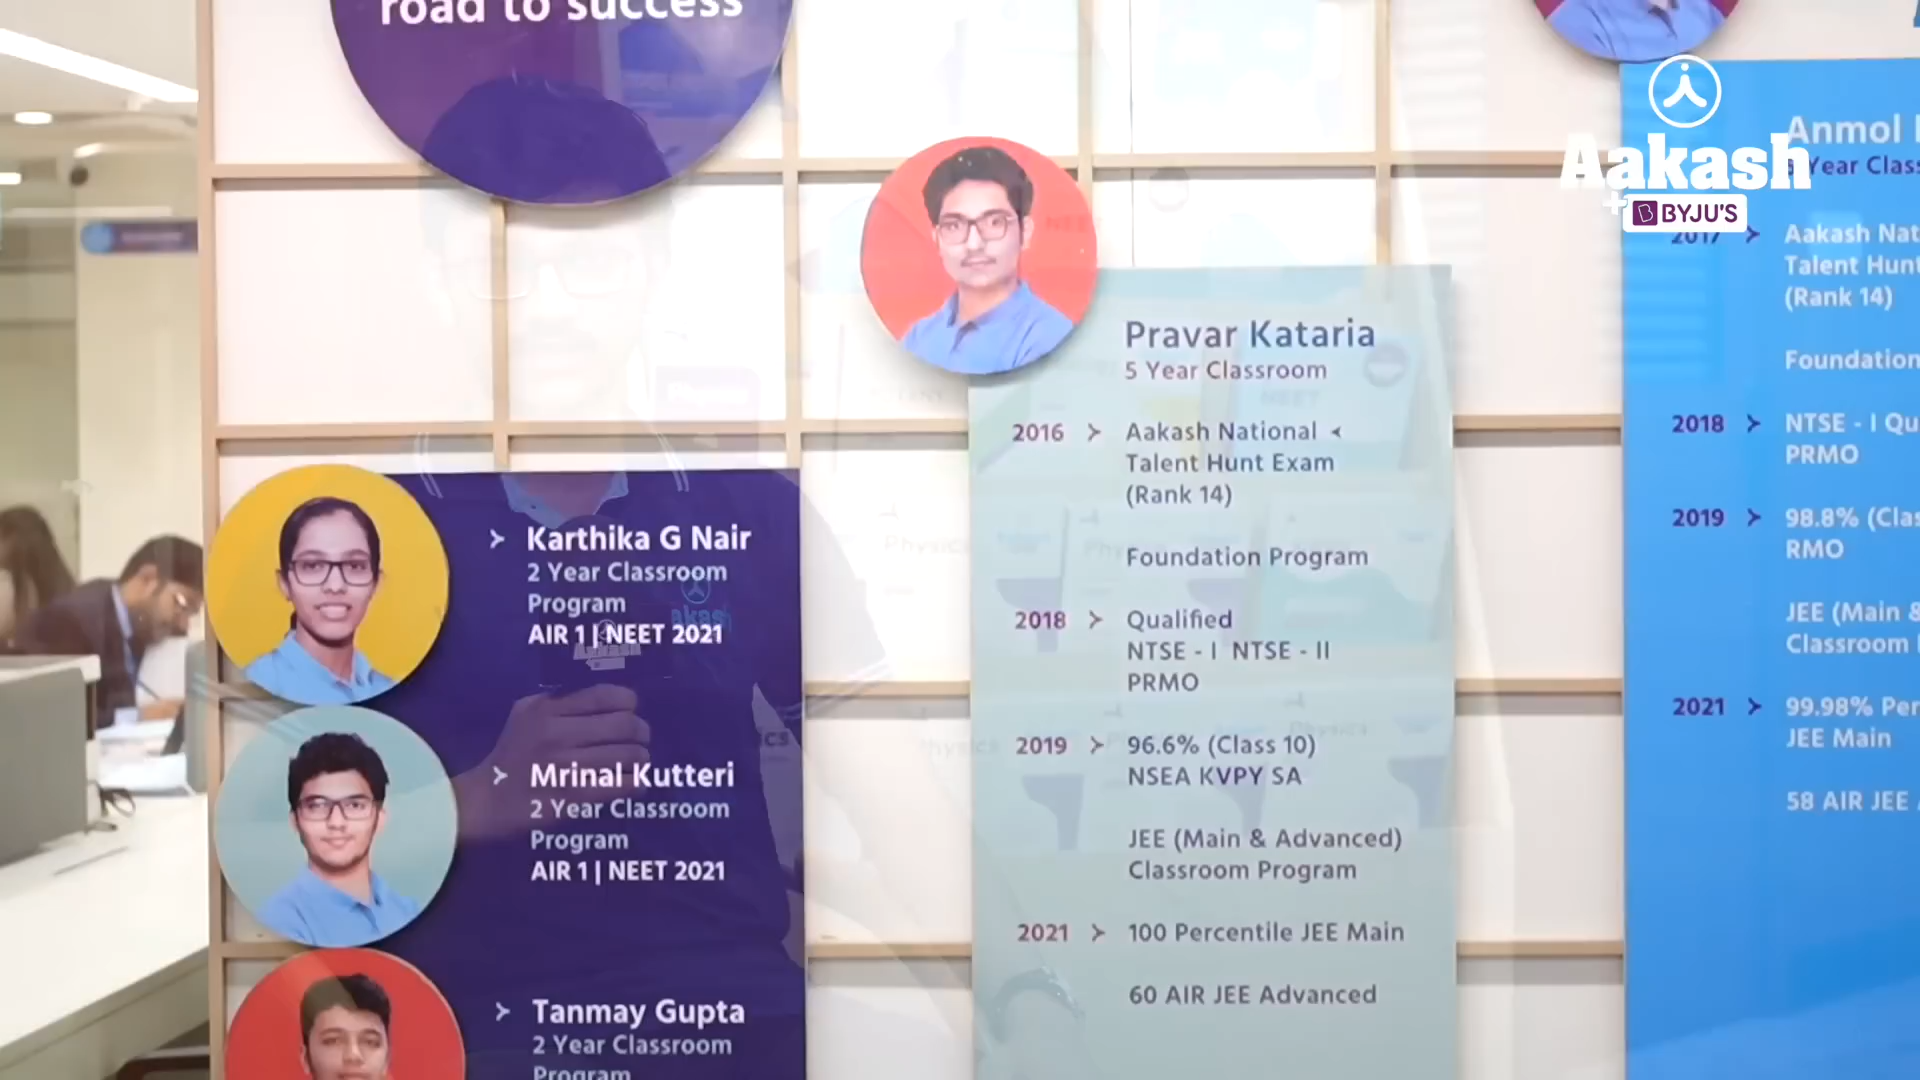 road to success
Karthika G Nair
2 Year Classroom
Program
AIR 1 | NEET 2021
Mrinal Kutteri
2 Year Classroom
Program
AIR 1 | NEET 2021
Tanmay Gupta
2 Year Classroom
Program
Pravar Kataria
5 Year Classroom
2016
Aakash National
Talent Hunt Exam
(Rank 14)
Foundation Program
2018
Qualified
NTSE - I NTSE - II
PRMO
2019
96.6% (Class 10)
NSEA KVPY SA
JEE (Main & Advanced)
Classroom Program
2021
100 Percentile JEE Main
60 AIR JEE Advanced
Aakash
+ BYJU'S
Anmol
Year Clas
2017
Aakash Nat
Talent Hunt
(Rank 14)
Foundation
2018
NTSE - I Qu
PRMO
2019
98.8% (Clas
RMO
JEE (Main &
Classroom
2021
99.98% Per
JEE Main
58 AIR JEE